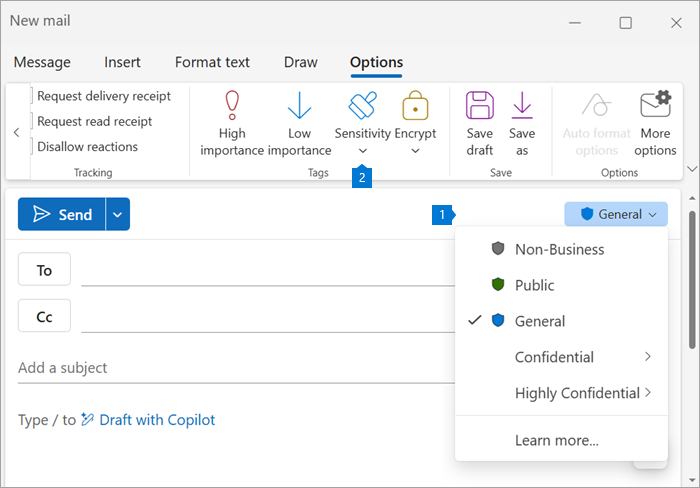 New mail
Message Insert Format text Draw Options
Request delivery receipt
Request read receipt
Disallow reactions
Tracking
High importance
Low importance
Sensitivity
Encrypt
Tags
Save draft
Save as
Save
Auto format options
More options
Options
2
Send
1
General
To
Cc
Add a subject
Type / to Draft with Copilot
Non-Business
Public
General
Confidential
Highly Confidential
Learn more...